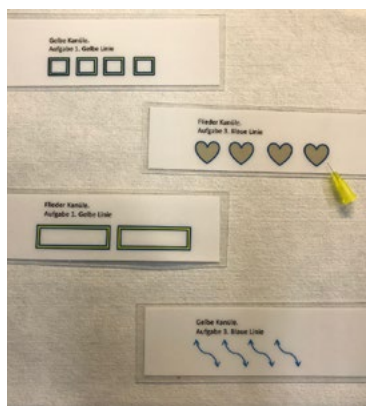 Gelbe Kanüle.
Aufgabe 1. Gelbe Linie
Flieder Kanüle.
Aufgabe 3. Blaue Linie
Flieder Kanüle.
Aufgabe 1. Gelbe Linie
Gelbe Kanüle.
Aufgabe 3. Blaue Linie